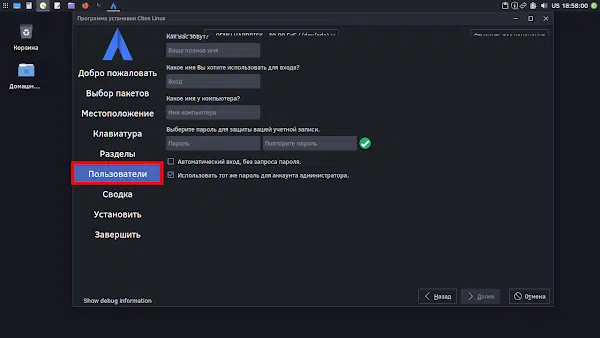 US 18:58:00
Программа установки Ctlos Linux
Корзина
Домашн...
Добро пожаловать
Выбор пакетов
Местоположение
Клавиатура
Разделы
Пользователи
Сводка
Установить
Завершить
Show debug information
Как вас зовут?
Ваше полное имя
Какое имя Вы хотите использовать для входа?
Вход
Какое имя у компьютера?
Имя компьютера
Выберите пароль для защиты вашей учетной записи.
Пароль
Повторите пароль
Автоматический вход, без запроса пароля.
Использовать тот же пароль для аккаунта администратора.
Назад
Далее
Отмена